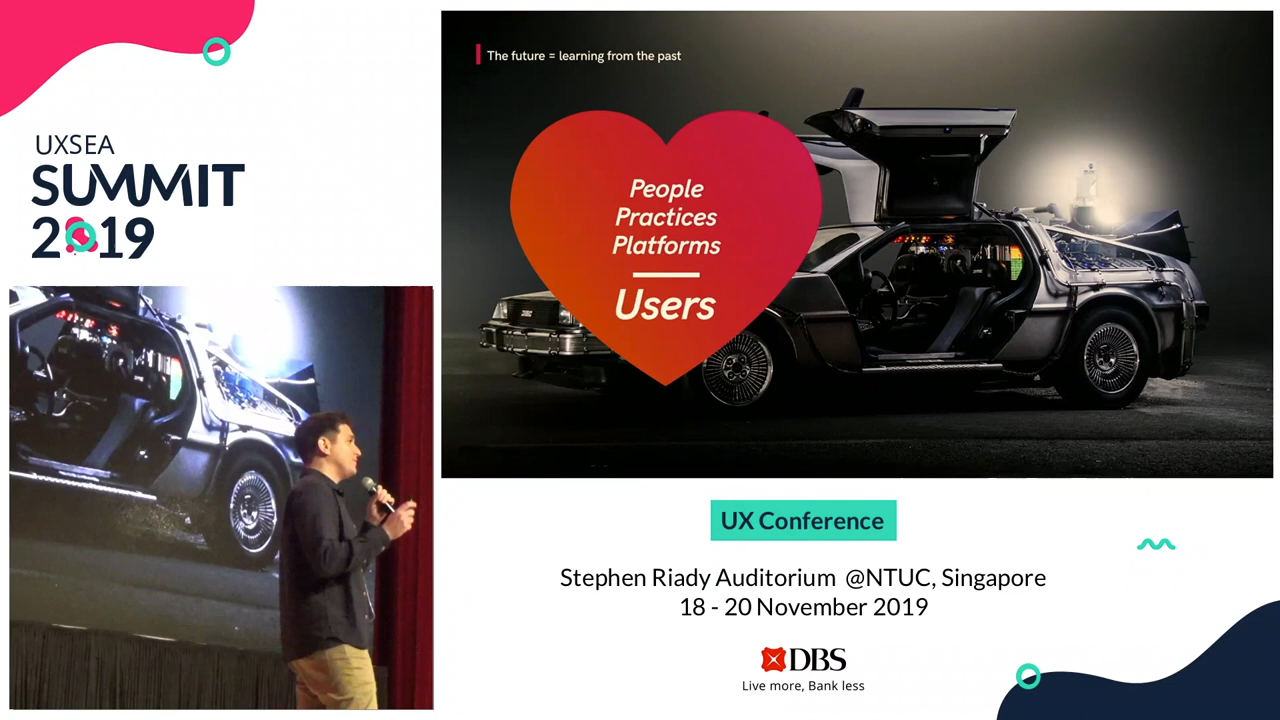 UXSEA
SUMMIT
2019
The future = learning from the past
People
Practices
Platforms
Users
UX Conference
Stephen Riady Auditorium @NTUC, Singapore
18 - 20 November 2019
DBS
Live more, Bank less